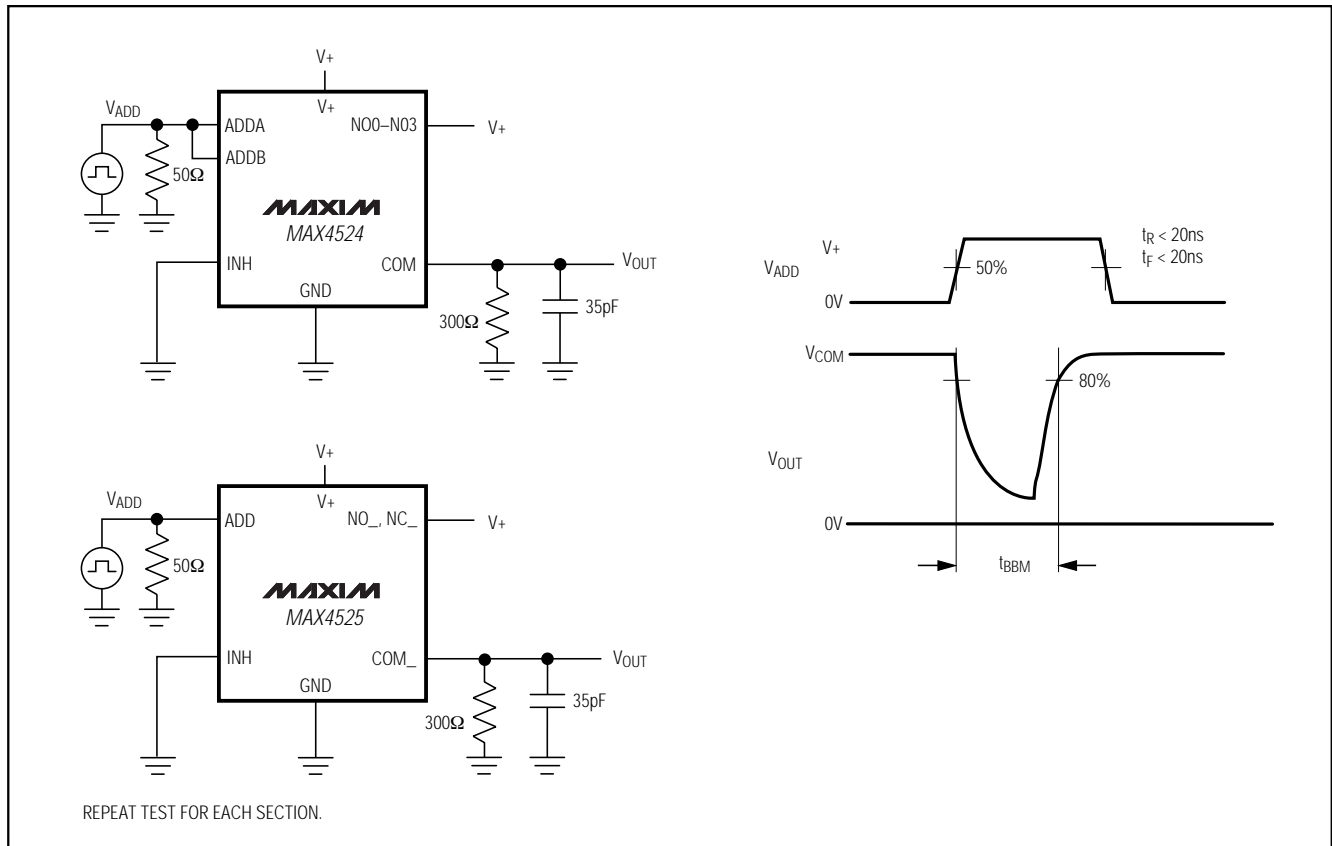 V+
VADD
V+
ADDA
NO0–N03
V+
ADDB
50Ω
MAXIM
MAX4524
INH
COM
VOUT
GND
300Ω
35pF
V+
VADD
V+
ADD
NO_, NC_
V+
50Ω
MAXIM
MAX4525
INH
COM_
VOUT
GND
300Ω
35pF
REPEAT TEST FOR EACH SECTION.
V+
VADD
50%
tR < 20ns
tF < 20ns
0V
VCOM
80%
VOUT
0V
tBBM